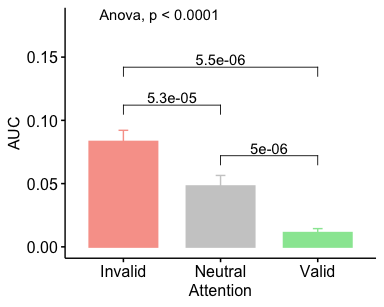 Anova, p < 0.0001
5.5e-06
5.3e-05
5e-06
0.15
0.10
0.05
0.00
AUC
Invalid Neutral Valid
Attention